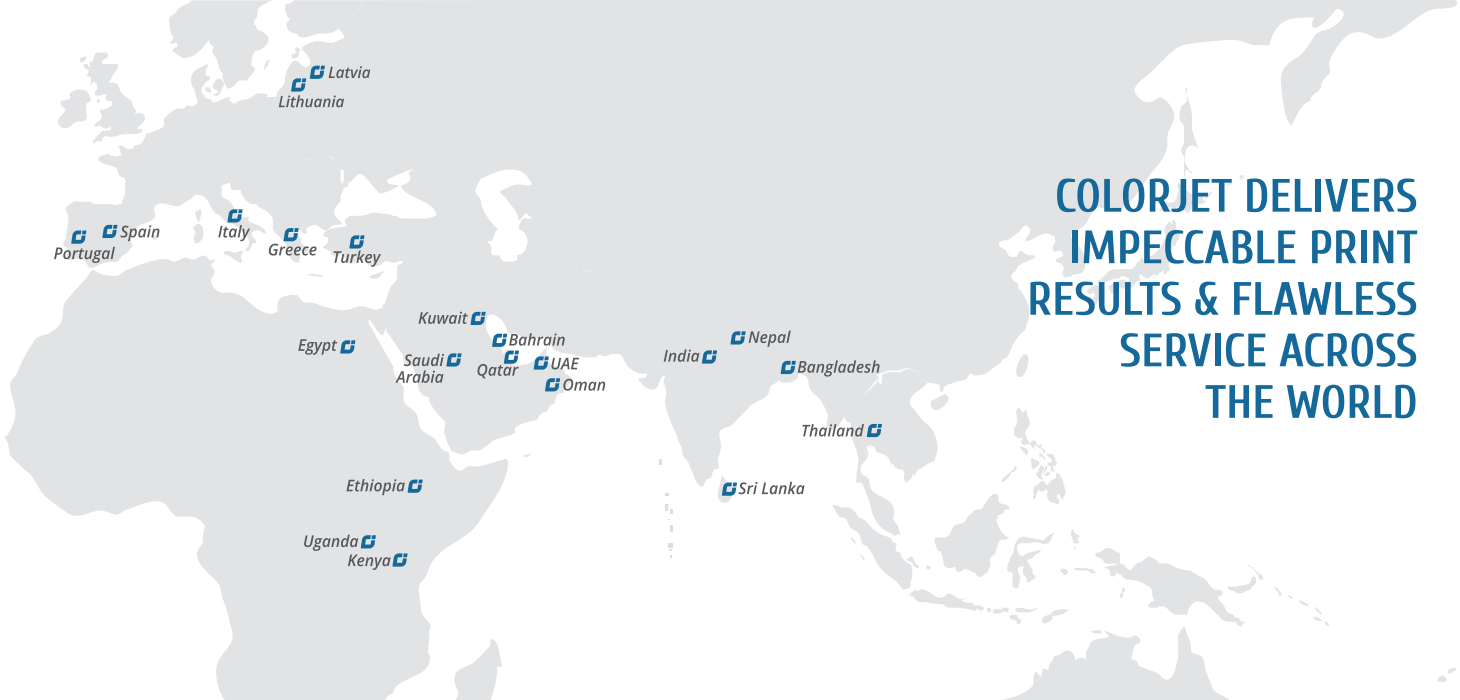 Latvia
Lithuania
Spain
Portugal
Italy
Greece
Turkey
Kuwait
Bahrain
Egypt
Saudi
Arabia
Qatar
UAE
Oman
India
Nepal
Bangladesh
Thailand
Sri Lanka
Ethiopia
Uganda
Kenya
COLORJET DELIVERS
IMPECCABLE PRINT
RESULTS & FLAWLESS
SERVICE ACROSS
THE WORLD